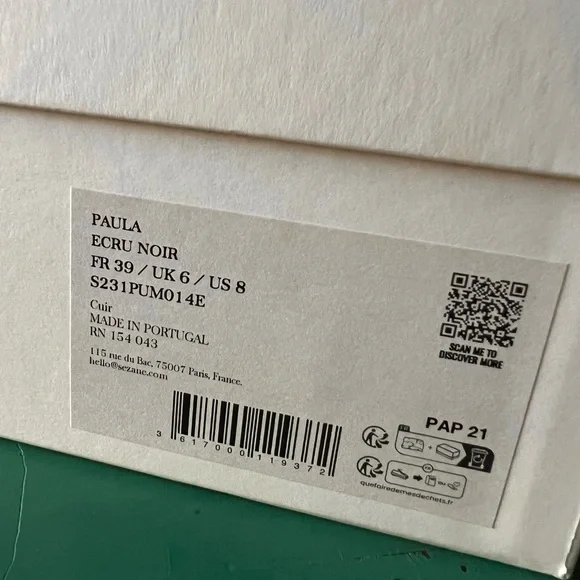 PAULA
ECRU NOIR
FR 39 / UK 6 / US 8
S231PUM014E
Cuir
MADE IN PORTUGAL
RN 154 043
115 rue du Bac, 75007 Paris, France.
hello@sezane.com
SCAN ME TO
DISCOVER MORE
3 617000 119372
PAP 21
FR
+
OU
quefairedemesdechets.fr